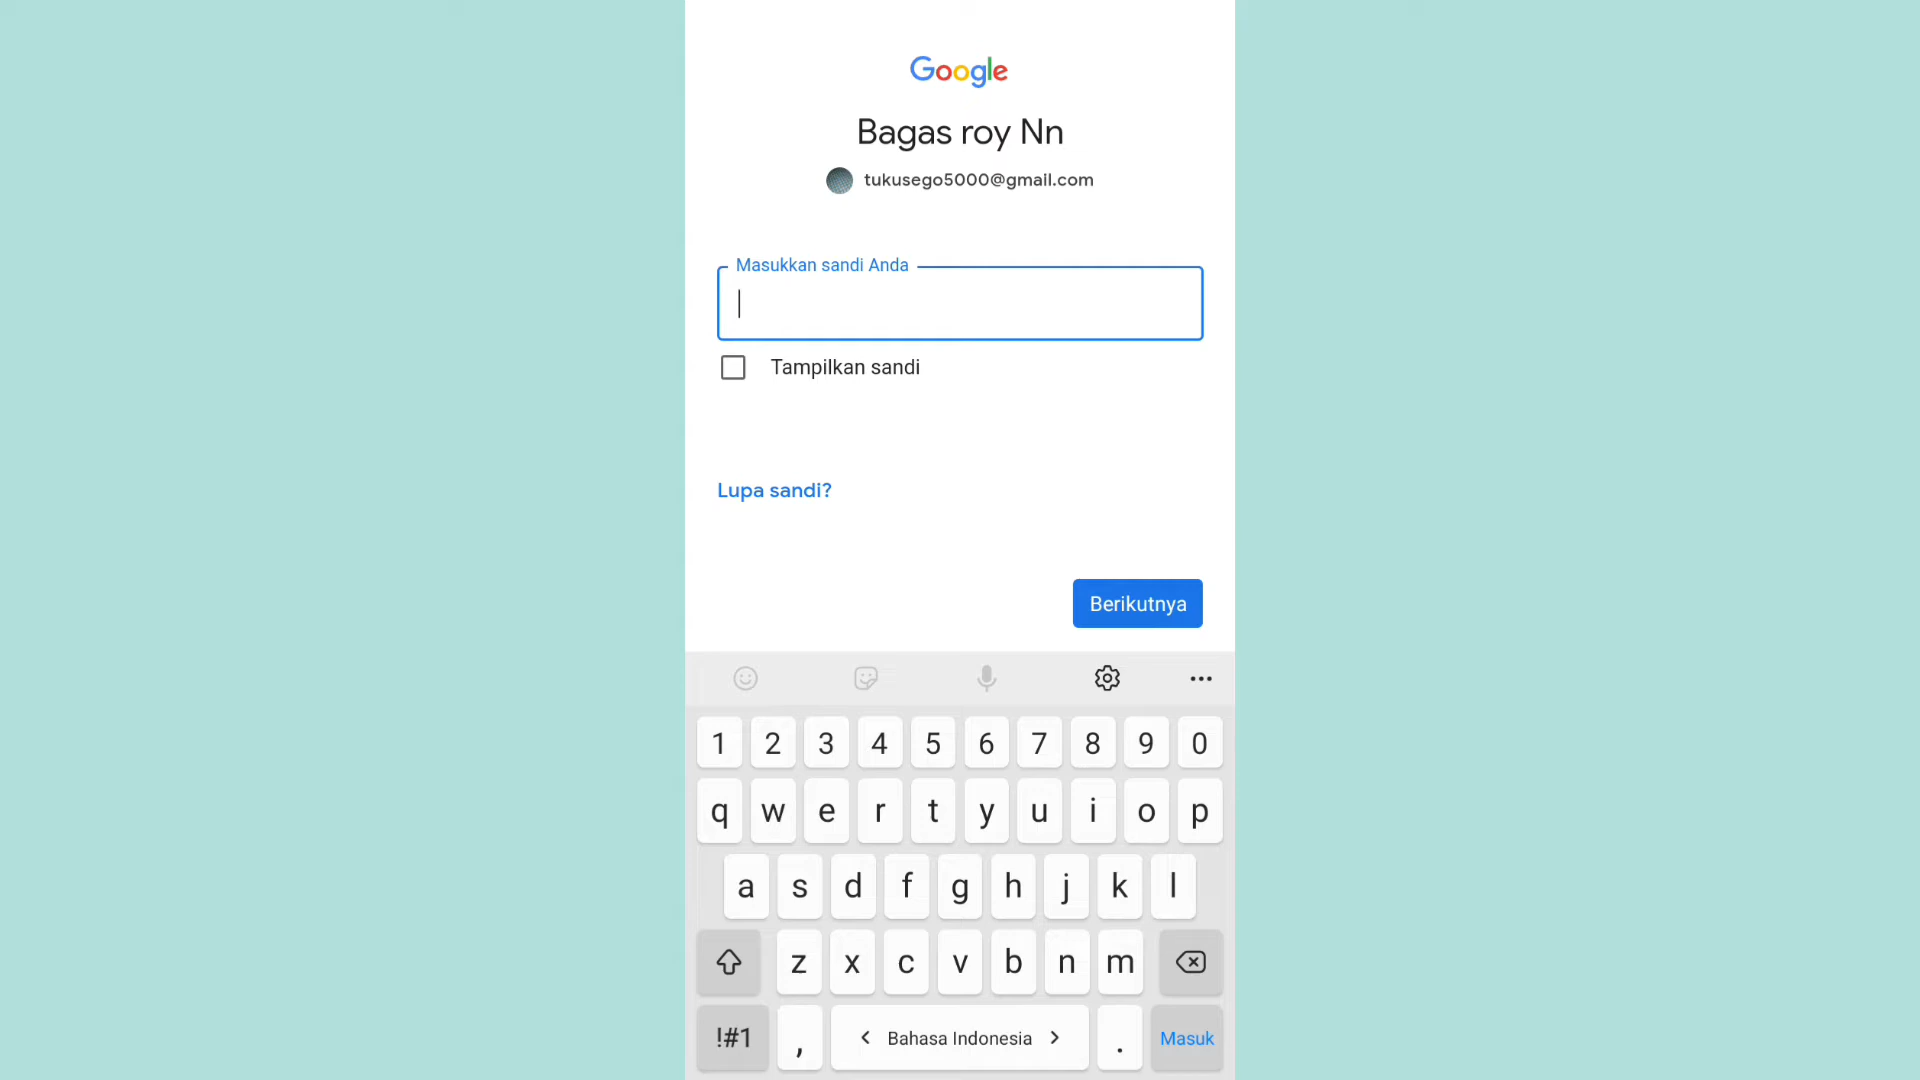 Google
Bagas roy Nn
tukusego5000@gmail.com
Masukkan sandi Anda
Tampilkan sandi
Lupa sandi?
Berikutnya
1 2 3 4 5 6 7 8 9 0
q w e r t y u i o p
a s d f g h j k l
z x c v b n m
!#1 , < Bahasa Indonesia > . Masuk